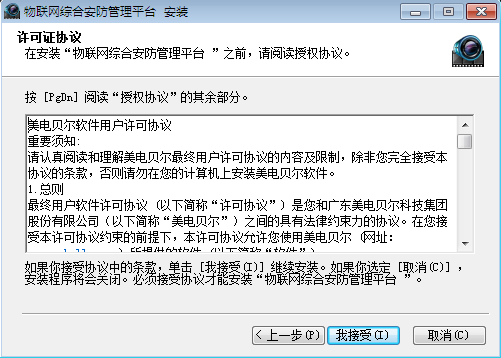 物联网综合安防管理平台 安装
许可证协议
在安装“物联网综合安防管理平台 ”之前，请阅读授权协议。
按 [PgDn] 阅读“授权协议”的其余部分。
美电贝尔软件用户许可协议
重要须知:
请认真阅读和理解美电贝尔最终用户许可协议的内容及限制，除非您完全接受本
协议的条款，否则请勿在您的计算机上安装美电贝尔软件。
1.总则
最终用户软件许可协议（以下简称“许可协议”）是您和广东美电贝尔科技集团
股份有限公司（以下简称“美电贝尔”）之间的具有法律约束力的协议。在您接
受本许可协议约束的前提下，本许可协议允许您使用美电贝尔（网址：
）所提供的软件（以下简称“软件”）
如果你接受协议中的条款，单击 [我接受(I)] 继续安装。如果你选定 [取消(C)] ，
安装程序将会关闭。必须接受协议才能安装“物联网综合安防管理平台 ”。
< 上一步(P)
我接受(I)
取消(C)